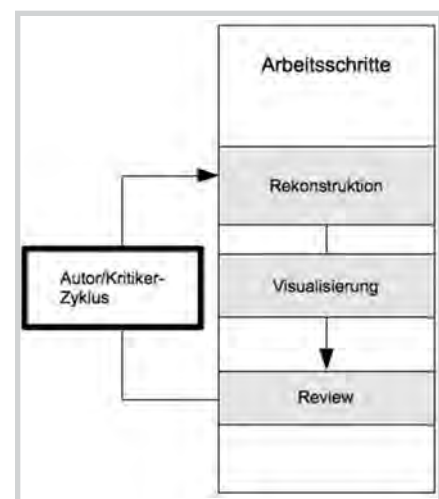 Arbeitsschritte
Rekonstruktion
Autor/Kritiker-
Zyklus
Visualisierung
Review